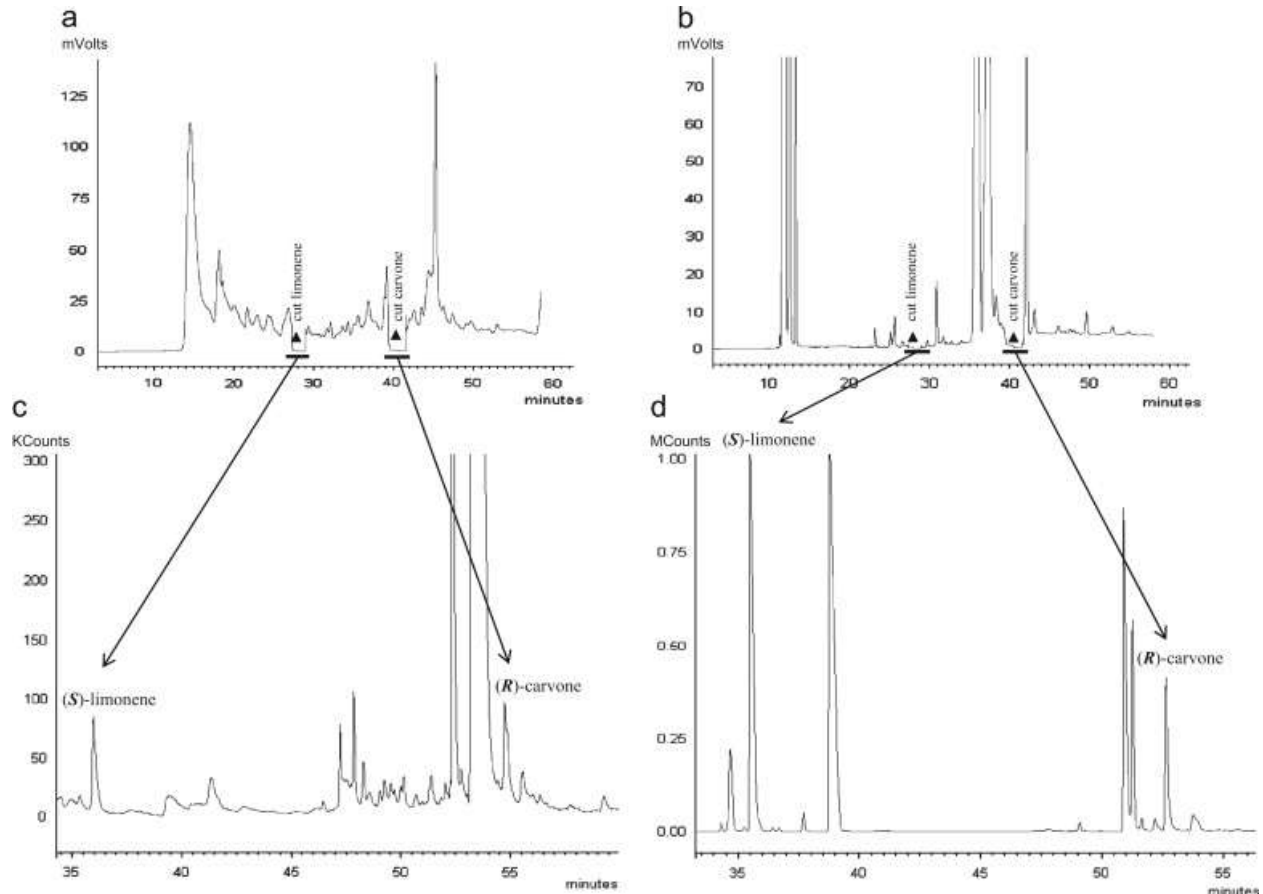 a
mVolts
125
100
75
50
25
0
cut limonene
cut carvone
10
20
30
40
50
60
minutes
b
mVolts
70
60
50
40
30
20
10
0
cut limonene
cut carvone
10
20
30
40
50
60
minutes
c
KCounts
300
250
200
150
100
50
0
(S)-limonene
(R)-carvone
35
40
45
50
55
minutes
d
MCounts
1.00
0.75
0.50
0.25
0.00
(S)-limonene
(R)-carvone
35
40
45
50
55
minutes